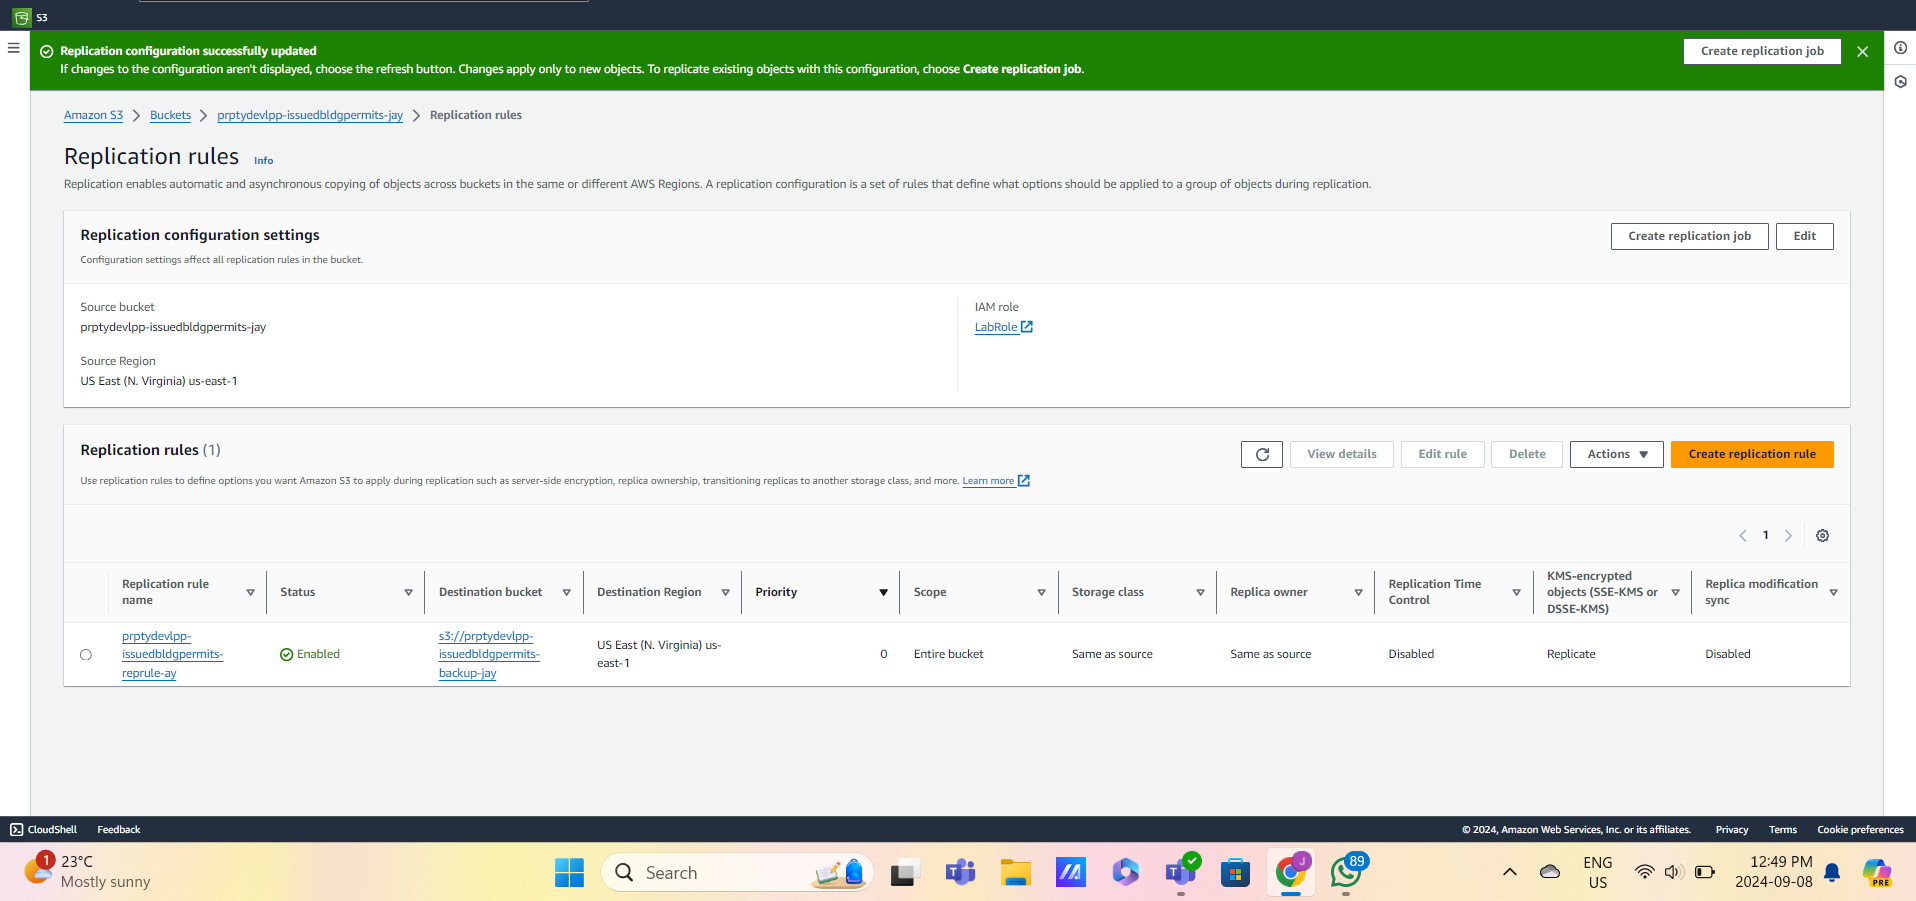 S3
Replication configuration successfully updated
If changes to the configuration aren't displayed, choose the refresh button. Changes apply only to new objects. To replicate existing objects with this configuration, choose Create replication job.
Create replication job
Amazon S3 > Buckets > prptydevlpp-issuedbldgpermits-jay > Replication rules
Replication rules Info
Replication enables automatic and asynchronous copying of objects across buckets in the same or different AWS Regions. A replication configuration is a set of rules that define what options should be applied to a group of objects during replication.
Replication configuration settings
Configuration settings affect all replication rules in the bucket.
Create replication job
Edit
Source bucket
prptydevlpp-issuedbldgpermits-jay
Source Region
US East (N. Virginia) us-east-1
IAM role
LabRole
Replication rules (1)
View details
Edit rule
Delete
Actions
Create replication rule
Use replication rules to define options you want Amazon S3 to apply during replication such as server-side encryption, replica ownership, transitioning replicas to another storage class, and more. Learn more
1
Replication rule
name
Status
Destination bucket
Destination Region
Priority
Scope
Storage class
Replica owner
Replication Time
Control
KMS-encrypted
objects (SSE-KMS or
DSSE-KMS)
Replica modification
sync
prptydevlpp-
issuedbldgpermits-
reprule-ay
Enabled
s3://prptydevlpp-
issuedbldgpermits-
backup-jay
US East (N. Virginia) us-
east-1
0
Entire bucket
Same as source
Same as source
Disabled
Replicate
Disabled
CloudShell
Feedback
© 2024, Amazon Web Services, Inc. or its affiliates.
Privacy
Terms
Cookie preferences
1
23°C
Mostly sunny
Search
T
T
J
89
ENG
US
12:49 PM
2024-09-08
PRE